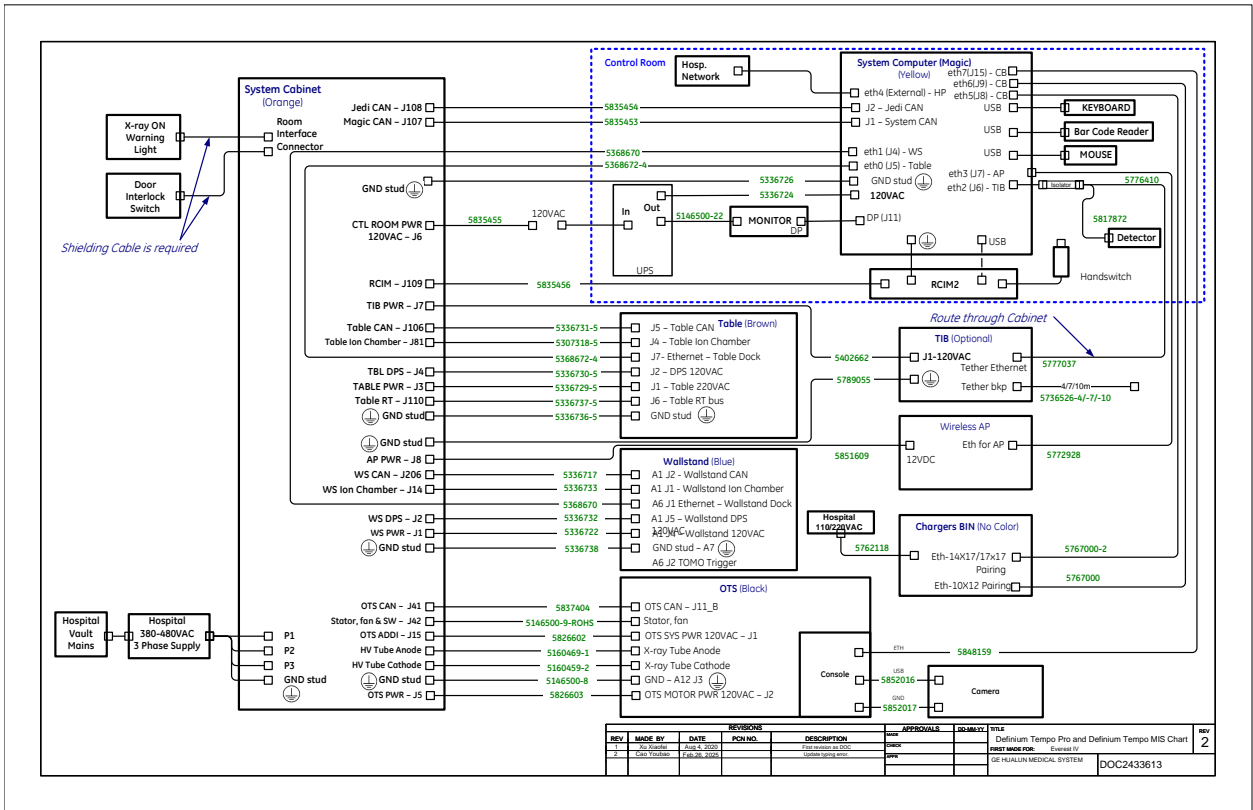 Control Room
Hosp.
Network
System Computer (Magic)
(Yellow)
eth7(J15) - CB
eth6(J9) - CB
eth5(J8) - CB
eth4 (External) - HP
J2 – Jedi CAN
J1 – System CAN
USB
KEYBOARD
USB
Bar Code Reader
USB
MOUSE
eth1 (J4) - WS
eth0 (J5) - Table
GND stud
120VAC
eth3 (J7) - AP
eth2 (J6) - TIB
Isolator
5776410
5817872
Detector
DP (J11)
USB
RCIM2
Handswitch
System Cabinet
(Orange)
Room
Interface
Connector
X-ray ON
Warning
Light
Door
Interlock
Switch
Shielding Cable is required
Jedi CAN – J108
5835454
Magic CAN – J107
5835453
5368670
5368672-4
GND stud
5336726
5336724
CTL ROOM PWR
120VAC – J6
5835455
120VAC
In
Out
UPS
5146500-22
MONITOR
DP
RCIM – J109
5835456
TIB PWR – J7
Table CAN – J106
5336731-5
Table Ion Chamber – J81
5307318-5
5368672-4
TBL DPS – J4
5336730-5
TABLE PWR – J3
5336729-5
Table RT – J110
5336737-5
GND stud
5336736-5
Table (Brown)
J5 – Table CAN
J4 – Table Ion Chamber
J7- Ethernet – Table Dock
J2 – DPS 120VAC
J1 – Table 220VAC
J6 – Table RT bus
GND stud
Route through Cabinet
TIB (Optional)
J1-120VAC
Tether Ethernet
Tether bkp
5402662
5789055
5777037
4/7/10m
5736526-4/-7/-10
GND stud
AP PWR – J8
5851609
Wireless AP
Eth for AP
12VDC
5772928
WS CAN – J206
5336717
WS Ion Chamber – J14
5336733
5368670
WS DPS – J2
5336732
WS PWR – J1
5336722
GND stud
5336738
Wallstand (Blue)
A1 J2 - Wallstand CAN
A1 J1 - Wallstand Ion Chamber
A6 J1 Ethernet – Wallstand Dock
A1 J5 – Wallstand DPS
120VAC
A1 J4 – Wallstand 120VAC
GND stud – A7
A6 J2 TOMO Trigger
Hospital
110/220VAC
5762118
Chargers BIN (No Color)
Eth-14X17/17x17
Pairing
Eth-10X12 Pairing
5767000-2
5767000
Hospital
Vault
Mains
Hospital
380-480VAC
3 Phase Supply
P1
P2
P3
GND stud
OTS CAN – J41
5837404
Stator, fan & SW – J42
5146500-9-ROHS
OTS ADDI – J15
5826602
HV Tube Anode
5160469-1
HV Tube Cathode
5160459-2
GND stud
5146500-8
OTS PWR – J5
5826603
OTS (Black)
OTS CAN – J11_B
Stator, fan
OTS SYS PWR 120VAC – J1
X-ray Tube Anode
X-ray Tube Cathode
GND – A12 J3
OTS MOTOR PWR 120VAC – J2
Console
ETH
5848159
USB
5852016
GND
5852017
Camera
REVISIONS
REV MADE BY DATE PCN NO. DESCRIPTION
1 Xu Xiaofei Aug 4, 2020 First revision as DOC
2 Cao Youbao Feb.26, 2025 Update typing error.
APPROVALS DD-MM-YY
MADE
CHECK
APPR
TITLE
Definium Tempo Pro and Definium Tempo MIS Chart
FIRST MADE FOR: Everest IV
GE HUALUN MEDICAL SYSTEM
DOC2433613
REV
2